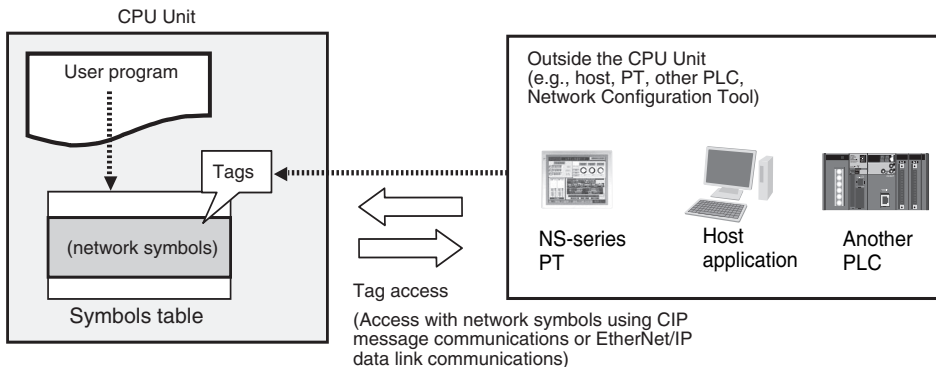 CPU Unit
User program
Tags
(network symbols)
Symbols table
Tag access
(Access with network symbols using CIP
message communications or EtherNet/IP
data link communications)
Outside the CPU Unit
(e.g., host, PT, other PLC,
Network Configuration Tool)
NS-series
PT
Host
application
Another
PLC